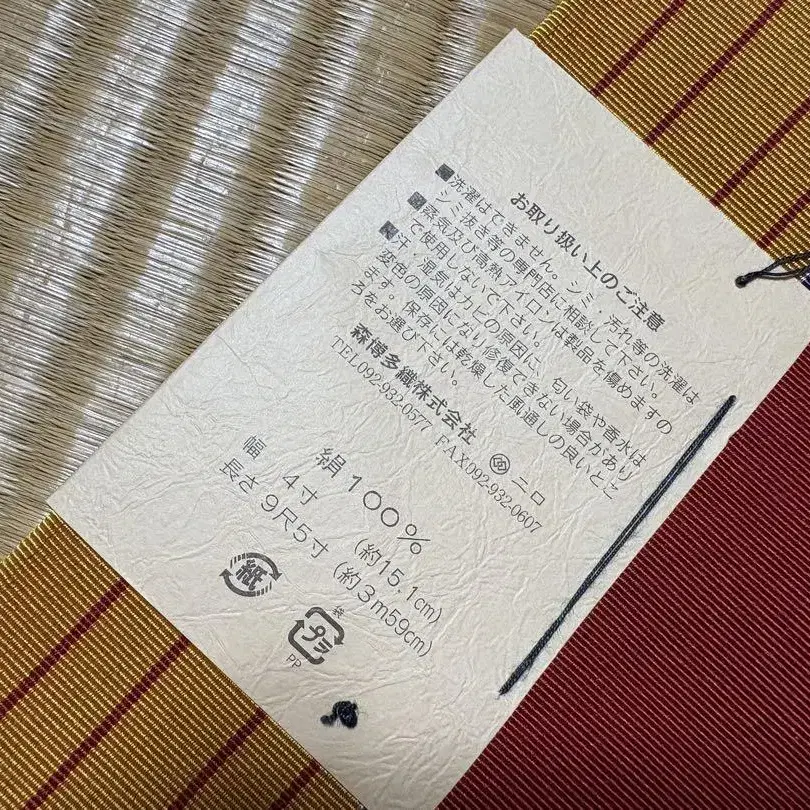 お取り扱い上のご注意
■洗濯はできません。シミ・汚れ等の洗濯は
シミ抜き等の専門店に相談して下さい。
■蒸気及び高熱アイロンは製品を傷めますの
で使用しないで下さい。
■汗・湿気はカビの原因に、匂い袋や香水は
変色の原因になり修復できない場合があり
ます。保存には乾燥した風通しの良いとこ
ろをお選び下さい。
森博多織株式会社 ニロ
TEL092-932-0577 FAX092-932-0607
絹100%
幅 4寸 (約15.1cm)
長さ9尺5寸 (約3m59cm)
紙
袋
プラ
PP